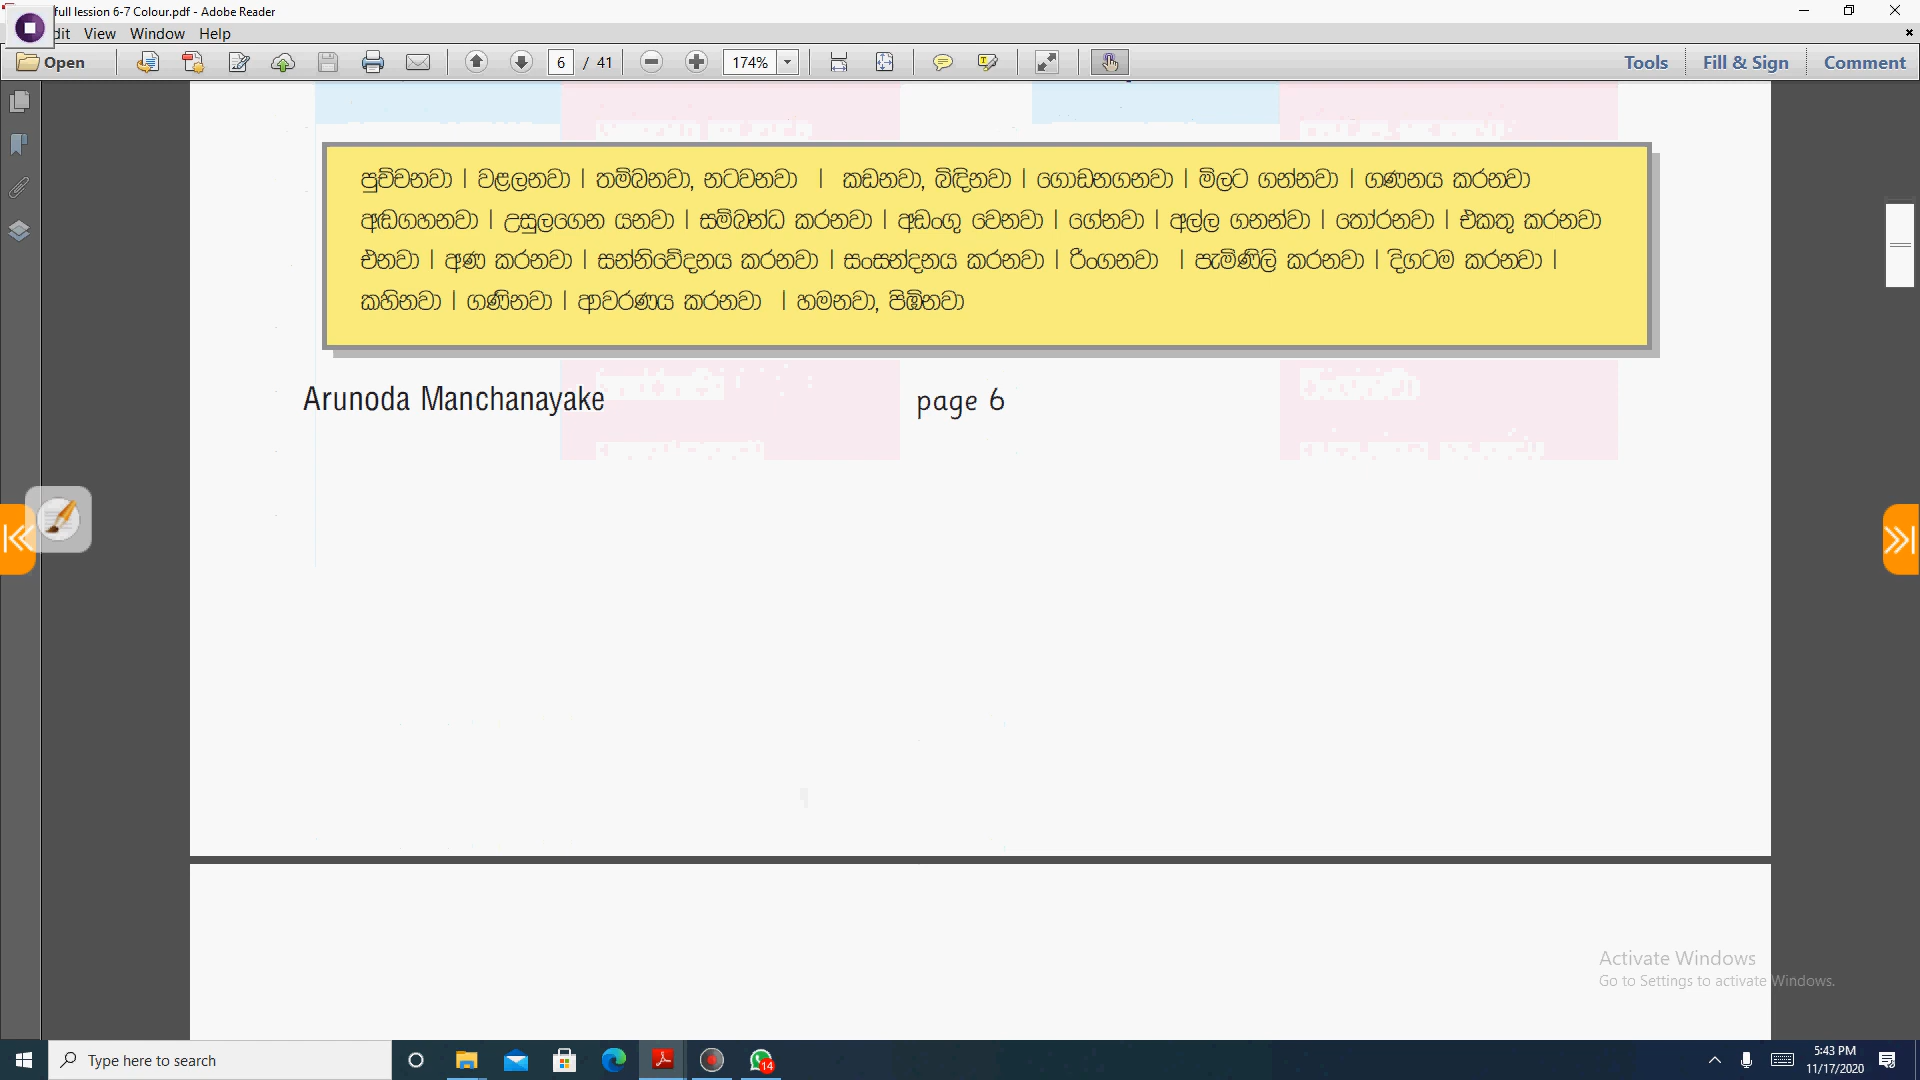 full lession 6-7 Colour.pdf - Adobe Reader
dit View Window Help
Open 6 / 41 174% Tools Fill & Sign Comment
පුච්චනවා | වළලනවා | තම්බනවා, නටවනවා | කඩනවා, බිඳිනවා | ගොඩනගනවා | මිලට ගන්නවා | ගණනය කරනවා
අඬගහනවා | උසුලගෙන යනවා | සම්බන්ධ කරනවා | අඩංගු වෙනවා | ගේනවා | අල්ල ගනන්වා | තෝරනවා | එකතු කරනවා
එනවා | අණ කරනවා | සන්නිවේදනය කරනවා | සංසන්දනය කරනවා | රිංගනවා | පැමිණිලි කරනවා | දිගටම කරනවා |
කහිනවා | ගණිනවා | ආවරණය කරනවා | හමනවා, පිඹිනවා
Arunoda Manchanayake page 6
Activate Windows
Go to Settings to activate Windows.
Type here to search
14
5:43 PM
11/17/2020